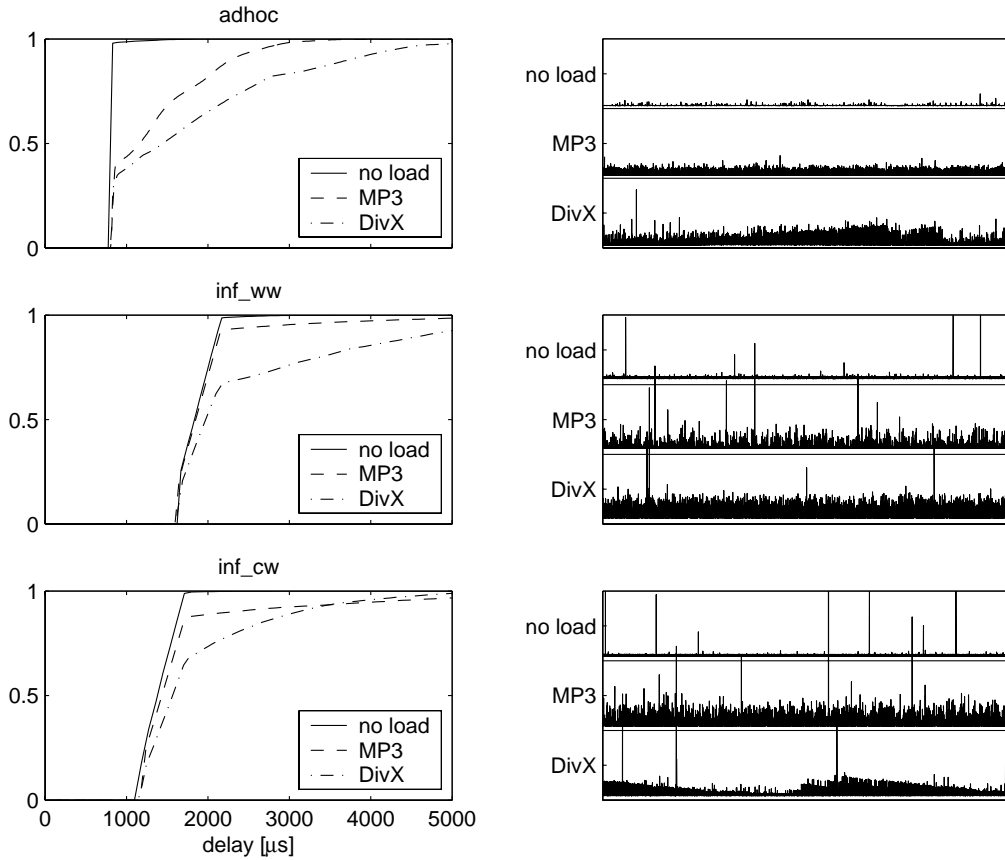 adhoc
1
0.5
0
no load
MP3
DivX
no load
MP3
DivX
inf_ww
1
0.5
0
no load
MP3
DivX
no load
MP3
DivX
inf_cw
1
0.5
0
no load
MP3
DivX
0 1000 2000 3000 4000 5000
delay [μs]
no load
MP3
DivX